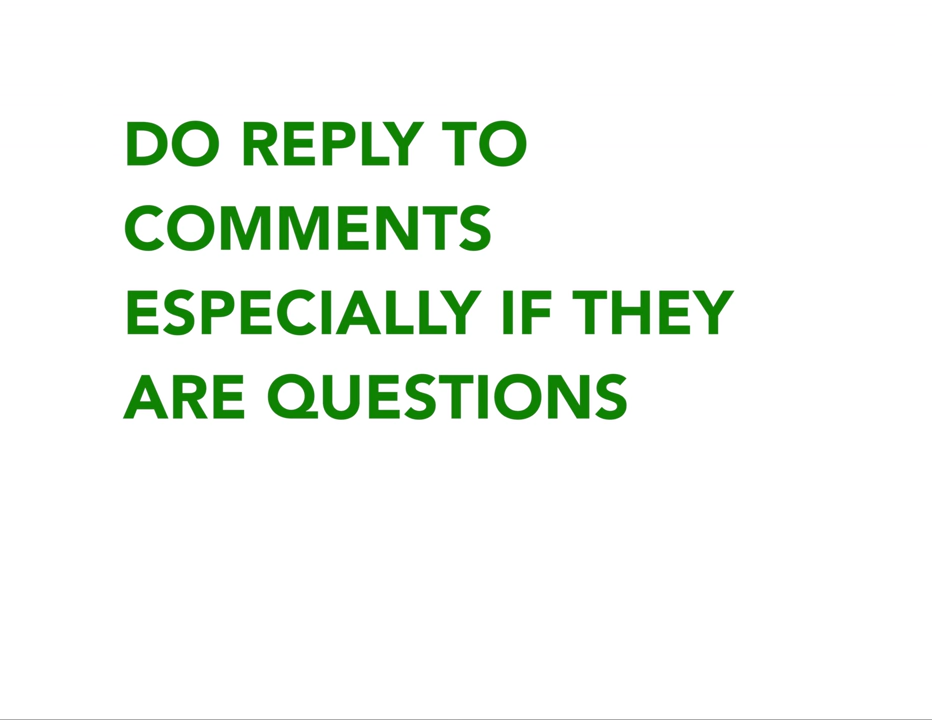 DO REPLY TO
COMMENTS
ESPECIALLY IF THEY
ARE QUESTIONS